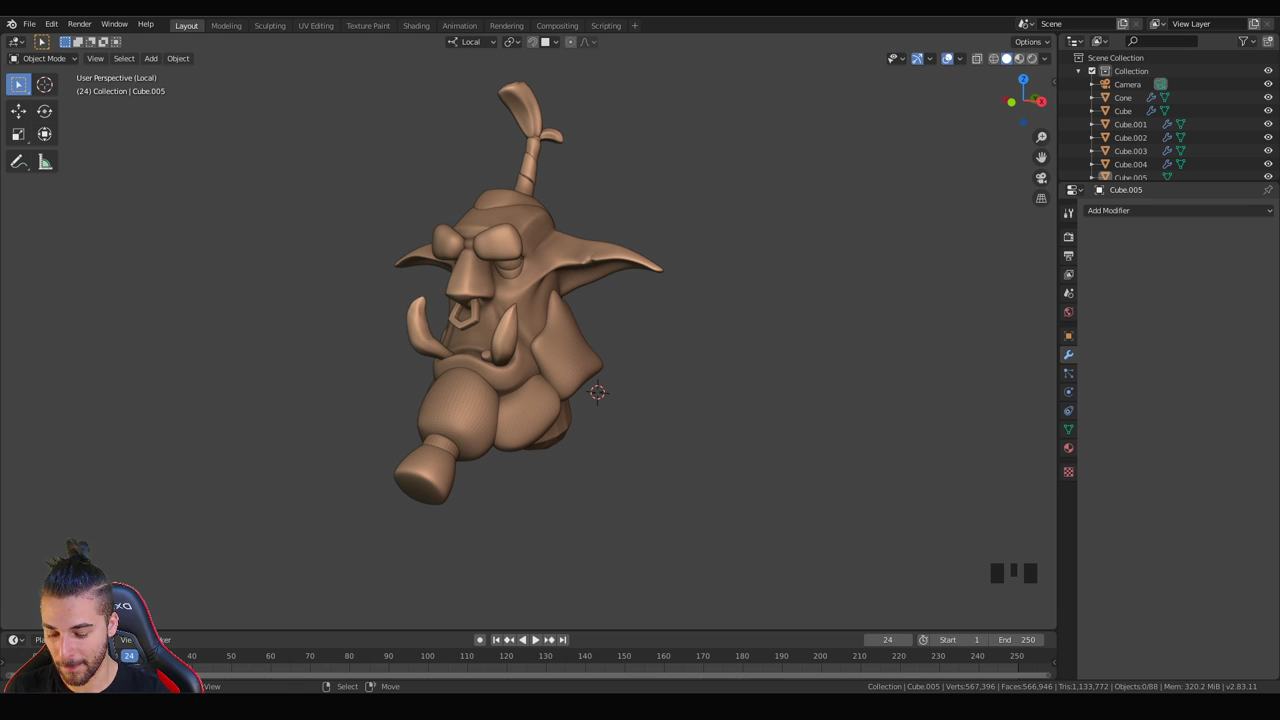 File Edit Render Window Help Layout Modeling Sculpting UV Editing Texture Paint Shading Animation Rendering Compositing Scripting + Scene View Layer
Local Options
Object Mode View Select Add Object
User Perspective (Local)
(24) Collection | Cube.005
Z
X
Scene Collection
Collection
Camera
Cone
Cube
Cube.001
Cube.002
Cube.003
Cube.004
Cube.005
Cube.005
Add Modifier
24 Start 1 End 250
24 40 50 60 70 80 90 100 110 120 130 140 150 160 170 180 190 200 210 220 230 240 250
View Select Move Collection | Cube.005 | Verts:567,396 | Faces:566,946 | Tris:1,133,772 | Objects:0/88 | Mem: 320.2 MiB | v2.83.11